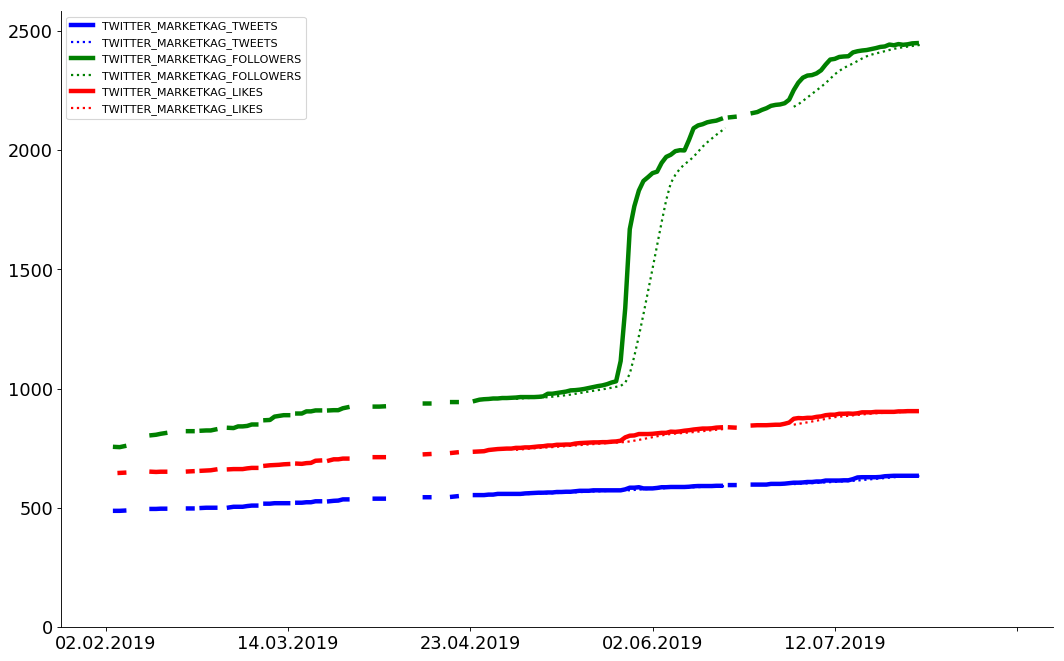 2500
2000
1500
1000
500
0
TWITTER_MARKETKAG_TWEETS
TWITTER_MARKETKAG_TWEETS
TWITTER_MARKETKAG_FOLLOWERS
TWITTER_MARKETKAG_FOLLOWERS
TWITTER_MARKETKAG_LIKES
TWITTER_MARKETKAG_LIKES
02.02.2019 14.03.2019 23.04.2019 02.06.2019 12.07.2019